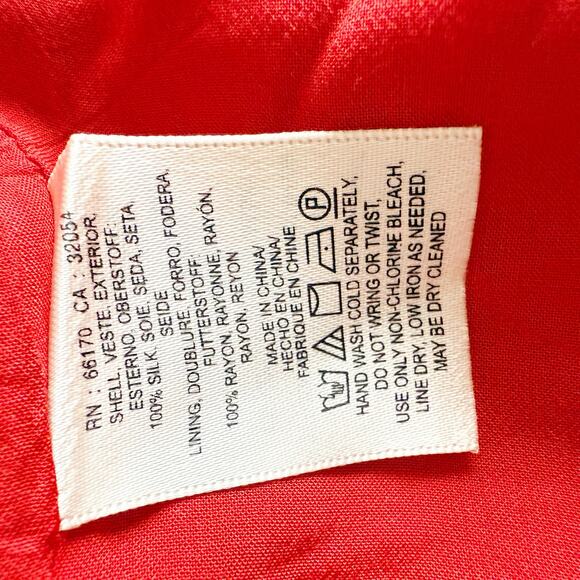 RN : 66170 CA : 32054
SHELL, VESTE, EXTERIOR,
ESTERNO, OBERSTOFF:
100% SILK, SOIE, SEDA, SETA
SEIDE
LINING, DOUBLURE, FORRO, FODERA,
FUTTERSTOFF:
100% RAYON, RAYONNE, RAYON,
RAYON, REYON
MADE IN CHINA/
HECHO EN CHINA/
FABRIQUE EN CHINE
P
HAND WASH COLD SEPARATELY,
DO NOT WRING OR TWIST,
USE ONLY NON-CHLORINE BLEACH,
LINE DRY, LOW IRON AS NEEDED,
MAY BE DRY CLEANED